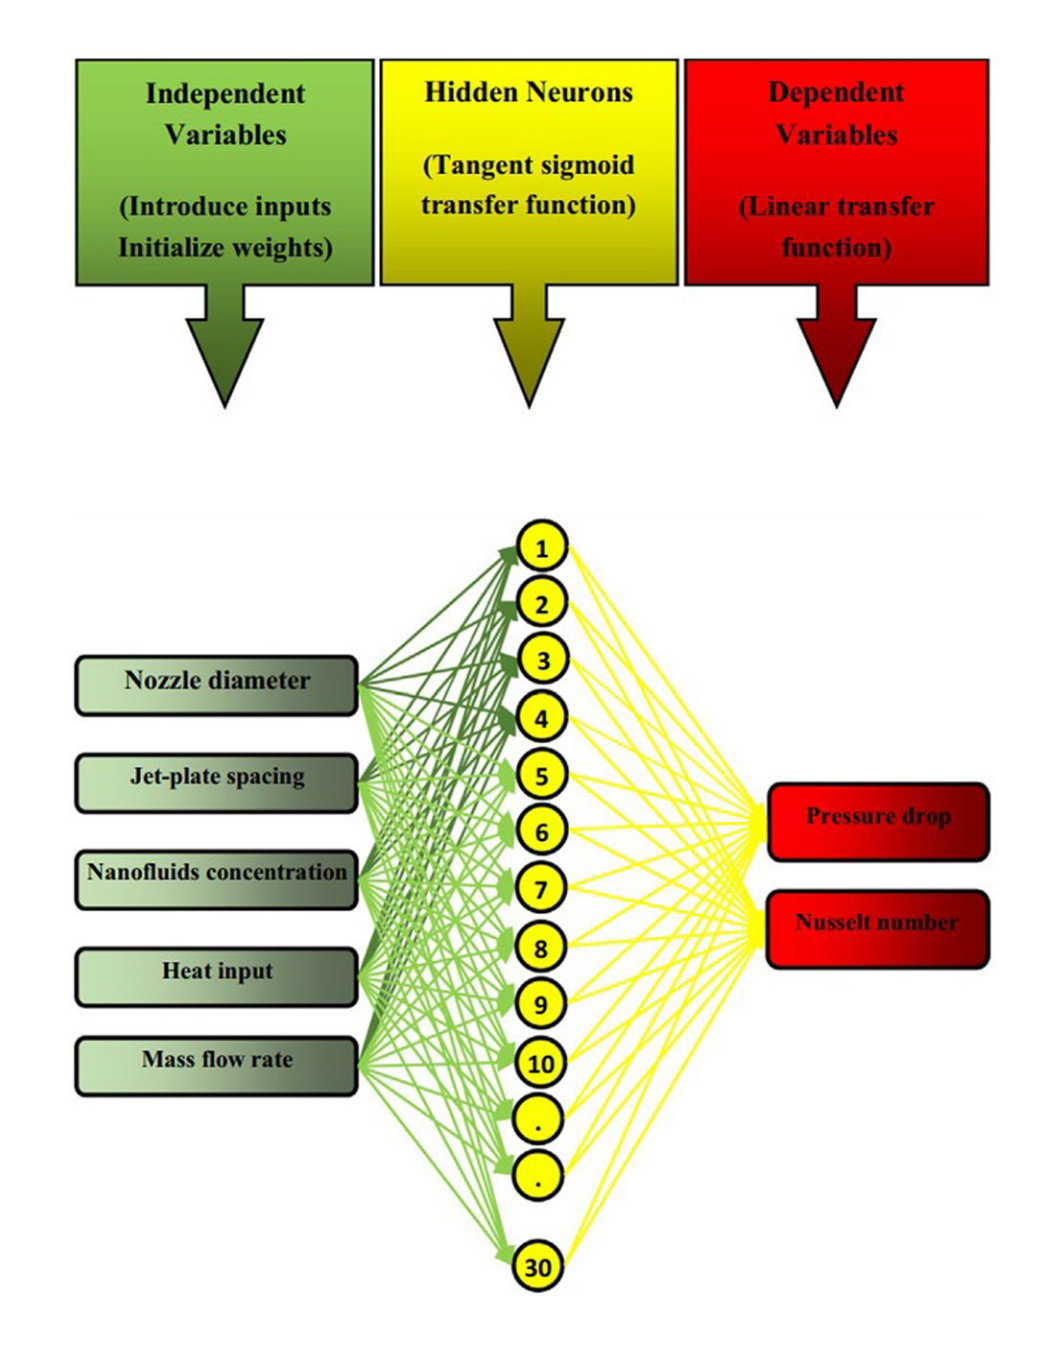 Independent
Variables
(Introduce inputs
Initialize weights)
Hidden Neurons
(Tangent sigmoid
transfer function)
Dependent
Variables
(Linear transfer
function)
Nozzle diameter
Jet-plate spacing
Nanofluids concentration
Heat input
Mass flow rate
1
2
3
4
5
6
7
8
9
10
.
.
30
Pressure drop
Nusselt number